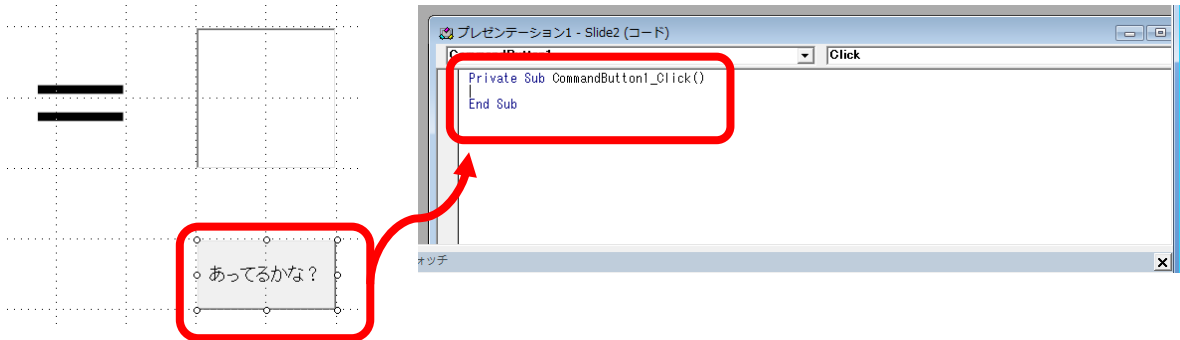 プレゼンテーション1 - Slide2 (コード)
Click
Private Sub CommandButton1_Click()
End Sub
あってるかな？
ォッチ